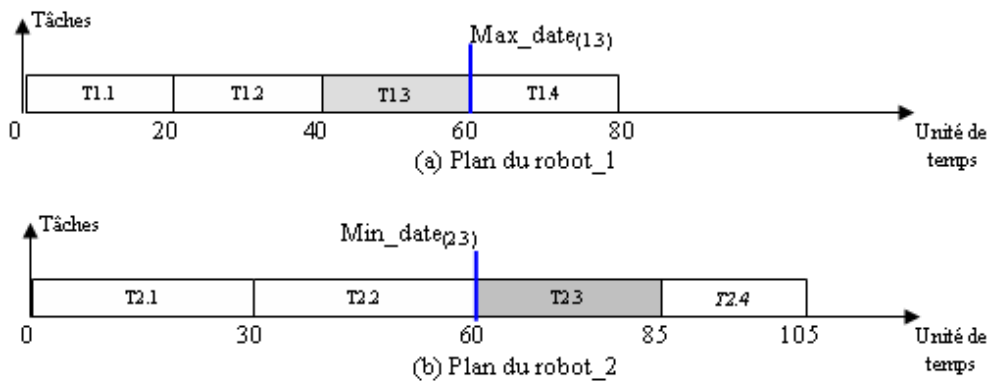 Tâches
Max_date(13)
T1.1 T1.2 T1.3 T1.4
0 20 40 60 80
Unité de temps
(a) Plan du robot_1
Tâches
Min_date(23)
T2.1 T2.2 T2.3 T2.4
0 30 60 85 105
Unité de temps
(b) Plan du robot_2